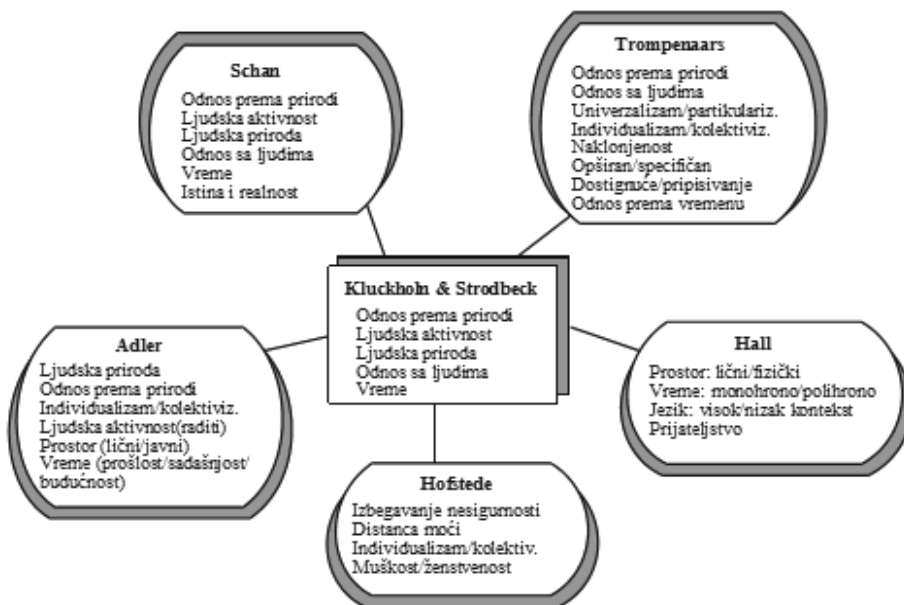 Schan
Odnos prema prirodi
Ljudska aktivnost
Ljudska priroda
Odnos sa ljudima
Vreme
Istina i realnost
Trompenaars
Odnos prema prirodi
Odnos sa ljudima
Univerzalizam/partikulariz.
Individualizam/kolektiviz.
Naklonjenost
Opširan/specifičan
Dostignuće/pripisivanje
Odnos prema vremenu
Kluckholn & Strodbeck
Odnos prema prirodi
Ljudska aktivnost
Ljudska priroda
Odnos sa ljudima
Vreme
Adler
Ljudska priroda
Odnos prema prirodi
Individualizam/kolektiviz.
Ljudska aktivnost(raditi)
Prostor (lični/javni)
Vreme (prošlost/sadašnjost/
budućnost)
Hall
Prostor: lični/fizički
Vreme: monohrono/polihrono
Jezik: visok/nizak kontekst
Prijateljstvo
Hofstede
Izbegavanje nesigurnosti
Distanca moći
Individualizam/kolektiv.
Muškost/ženstvenost